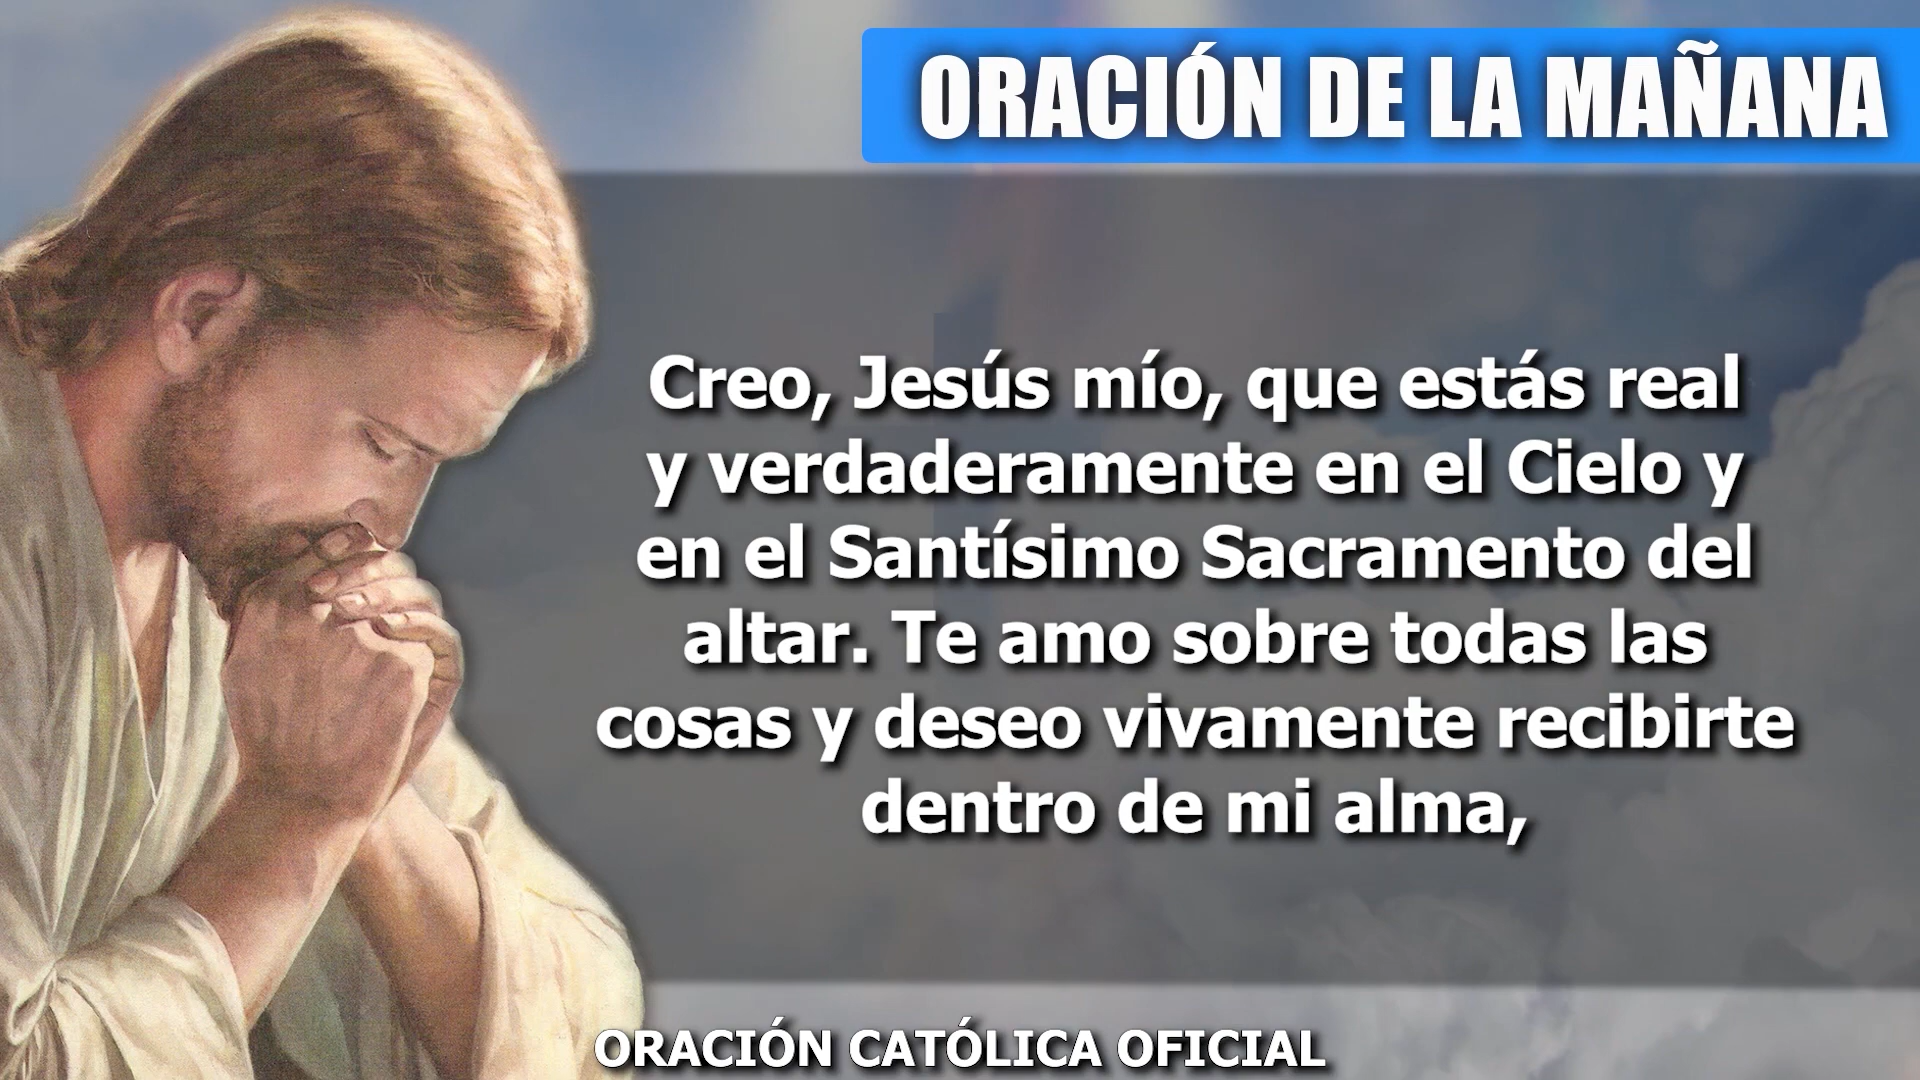 ORACIÓN DE LA MAÑANA
Creo, Jesús mío, que estás real
y verdaderamente en el Cielo y
en el Santísimo Sacramento del
altar. Te amo sobre todas las
cosas y deseo vivamente recibirte
dentro de mi alma,
ORACIÓN CATÓLICA OFICIAL